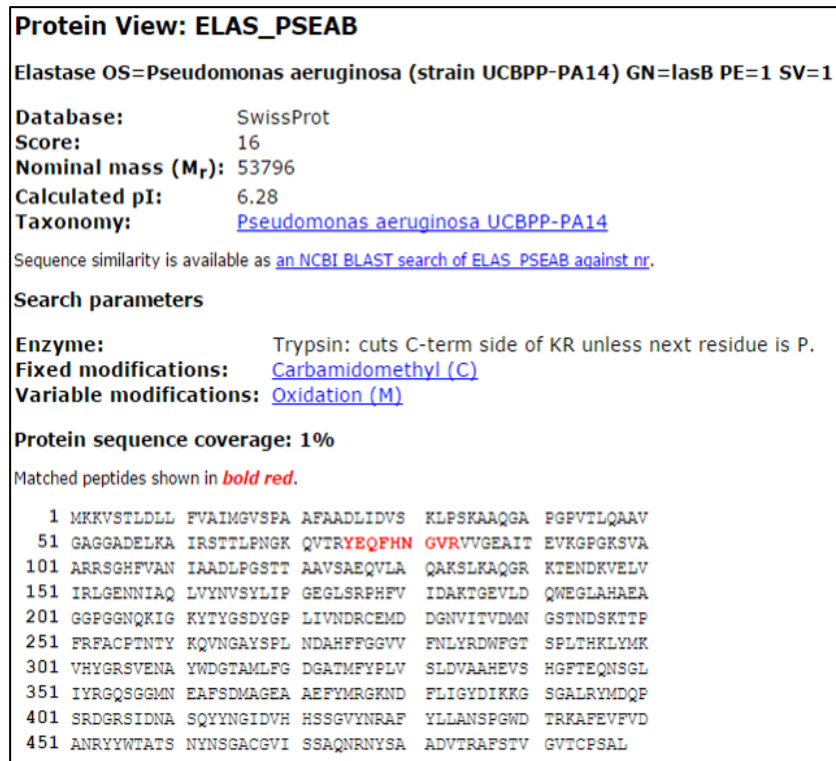 Protein View: ELAS_PSEAB
Elastase OS=Pseudomonas aeruginosa (strain UCBPP-PA14) GN=lasB PE=1 SV=1
Database: SwissProt
Score: 16
Nominal mass (Mr): 53796
Calculated pI: 6.28
Taxonomy: Pseudomonas aeruginosa UCBPP-PA14
Sequence similarity is available as an NCBI BLAST search of ELAS_PSEAB against nr.
Search parameters
Enzyme: Trypsin: cuts C-term side of KR unless next residue is P.
Fixed modifications: Carbamidomethyl (C)
Variable modifications: Oxidation (M)
Protein sequence coverage: 1%
Matched peptides shown in bold red.
1 MKKVSTLDLL FVAIMGVSPA AFAADLIDVS KLPSKAAQGA PGPVTLQAAV
51 GAGGADELKA IRSTTLPNGK QVTRYEQFHN GVRVVGEAIT EVKGPGKSVA
101 ARRSGHFVAN IAADLPGSTT AAVSAEQVLA QAKSLKAQGR KTENDKVELV
151 IRLGENNIAQ LVYNVSYLIP GEGLSRPHFV IDAKTGEVLD QWEGLAHAEA
201 GGPGGNQKIG KYTYGSDYGP LIVNDRCEMD DGNVITVDMN GSTNDSKTTP
251 FRFACPTNTY KQVNGAYSPL NDAHFFGGVV FNLYRDWFGT SPLTHKLYMK
301 VHYGRSVENA YWDGTAMLFG DGATMFYPLV SLDVAAHEVS HGFTEQNSGL
351 IYRGQSGGMN EAFSDMAGEA AEFYMRGKND FLIGYDIKKG SGALRYMDQP
401 SRDGRSIDNA SQYYNGIDVH HSSGVYNRAF YLLANSPGWD TRKAFEVFVD
451 ANRYYWTATS NYNSGACGVI SSAQNRNYSA ADVTRAFSTV GVTCPSAL